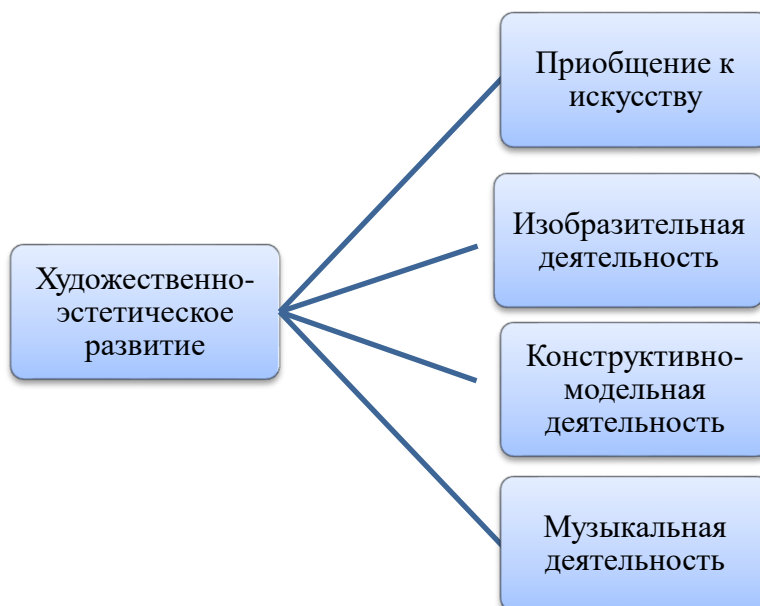 Художественно-
эстетическое
развитие
Приобщение к
искусству
Изобразительная
деятельность
Конструктивно-
модельная
деятельность
Музыкальная
деятельность